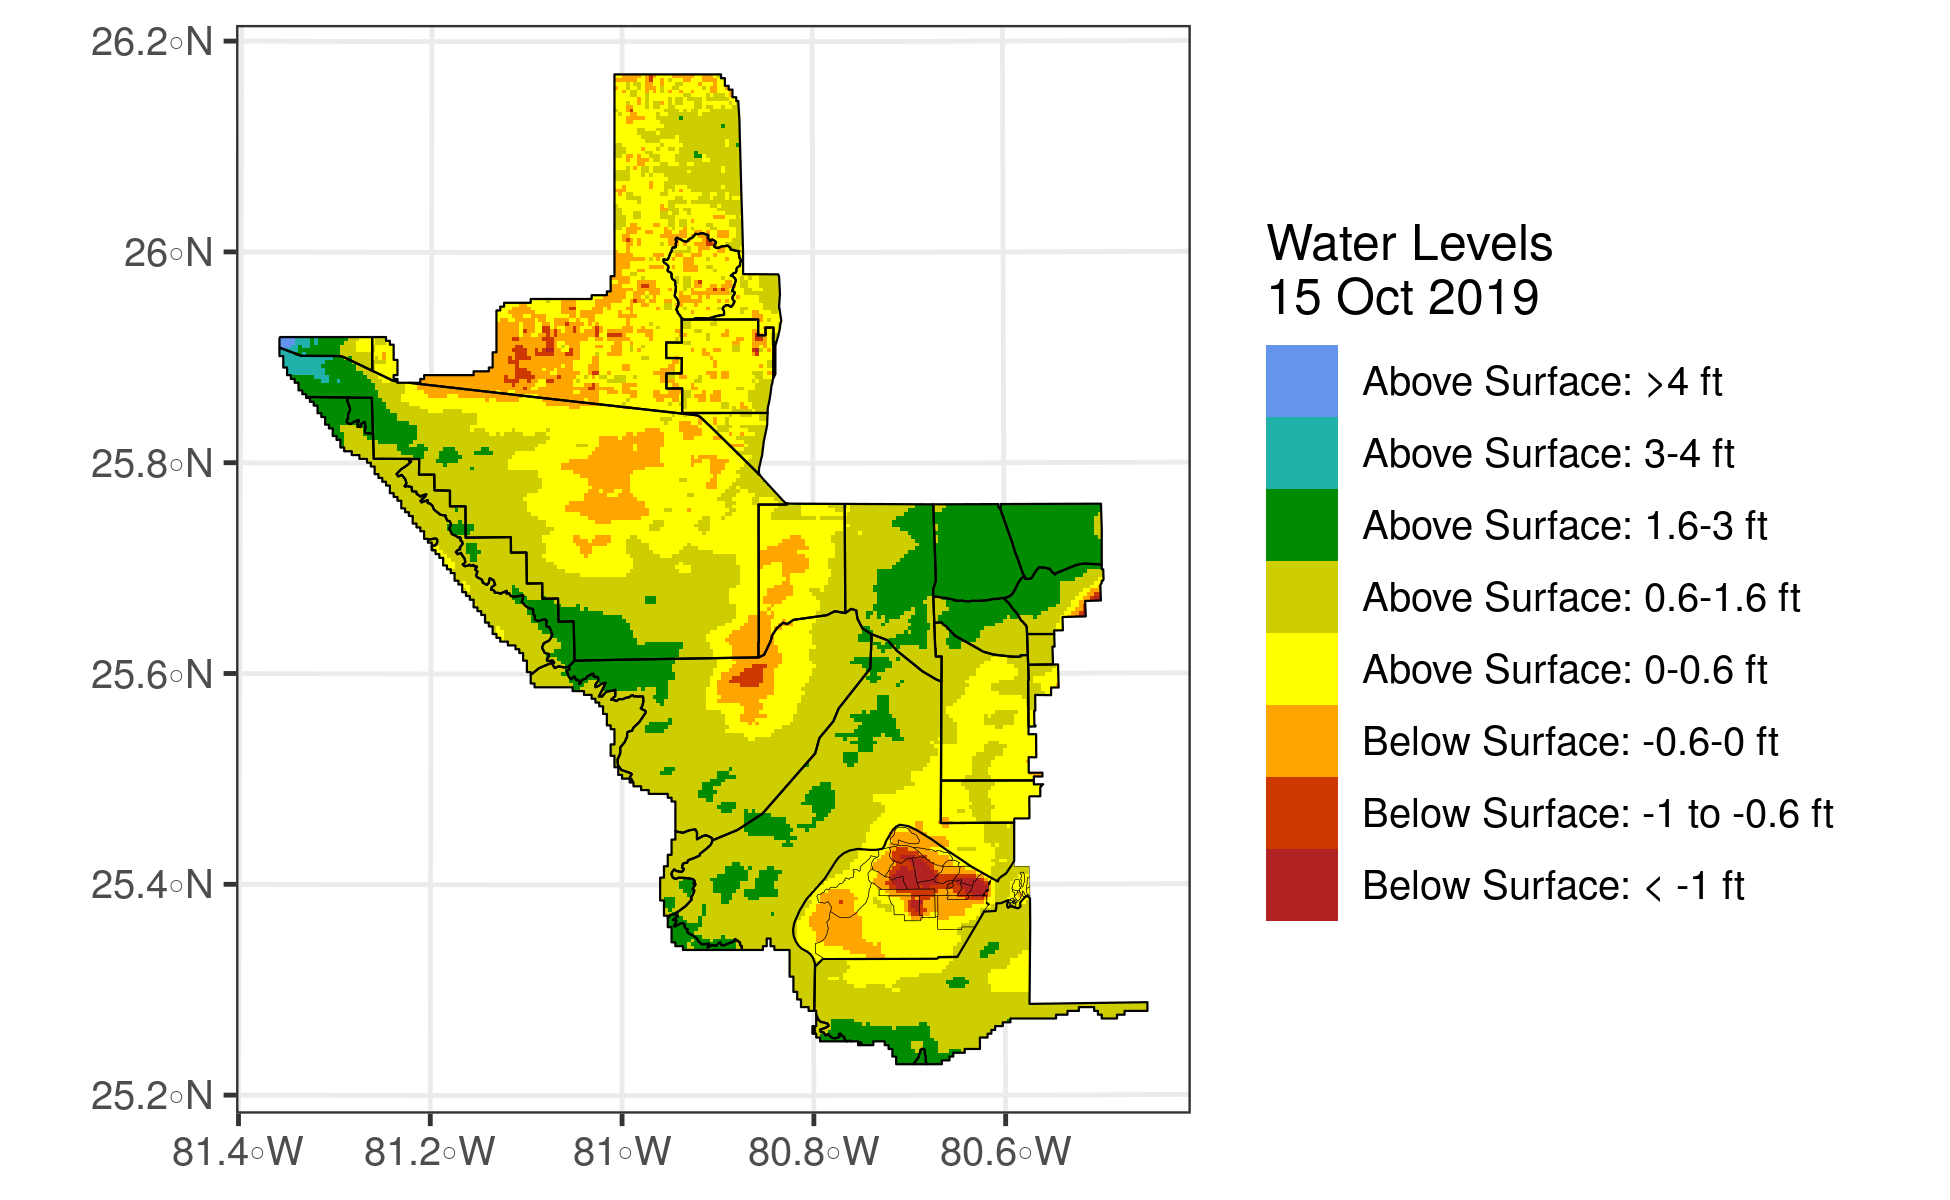 26.2◦N
26◦N
25.8◦N
25.6◦N
25.4◦N
25.2◦N
81.4◦W
81.2◦W
81◦W
80.8◦W
80.6◦W
Water Levels
15 Oct 2019
Above Surface: >4 ft
Above Surface: 3-4 ft
Above Surface: 1.6-3 ft
Above Surface: 0.6-1.6 ft
Above Surface: 0-0.6 ft
Below Surface: -0.6-0 ft
Below Surface: -1 to -0.6 ft
Below Surface: < -1 ft